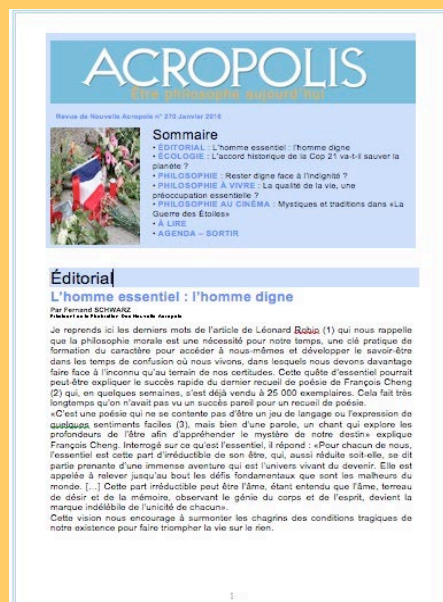 ACROPOLIS
Être philosophe aujourd'hui
Revue de Nouvelle Acropole n° 270 Janvier 2016
Sommaire
• ÉDITORIAL : L'homme essentiel : l'homme digne
• ÉCOLOGIE : L'accord historique de la Cop 21 va-t-il sauver la
planète ?
• PHILOSOPHIE : Rester digne face à l'indignité ?
• PHILOSOPHIE À VIVRE : La qualité de la vie, une
préoccupation essentielle ?
• PHILOSOPHIE AU CINÉMA : Mystiques et traditions dans «La
Guerre des Étoiles»
• À LIRE
• AGENDA – SORTIR
Éditorial
L'homme essentiel : l'homme digne
Par Fernand SCHWARZ
Président de la Fédération Des Nouvelle Acropole
Je reprends ici les derniers mots de l'article de Léonard Robin (1) qui nous rappelle
que la philosophie morale est une nécessité pour notre temps, une clé pratique de
formation du caractère pour accéder à nous-mêmes et développer le savoir-être
dans les temps de confusion où nous vivons, dans lesquels nous devons davantage
faire face à l'inconnu qu'au terrain de nos certitudes. Cette quête d'essentiel pourrait
peut-être expliquer le succès rapide du dernier recueil de poésie de François Cheng
(2) qui, en quelques semaines, s'est déjà vendu à 25 000 exemplaires. Cela fait très
longtemps qu'on n'avait pas vu un succès pareil pour un recueil de poésie.
«C'est une poésie qui ne se contente pas d'être un jeu de langage ou l'expression de
quelques sentiments faciles (3), mais bien d'une parole, un chant qui explore les
profondeurs de l'être afin d'appréhender le mystère de notre destin» explique
François Cheng. Interrogé sur ce qu'est l'essentiel, il répond : «Pour chacun de nous,
l'essentiel est cette part d'irréductible de son être, qui, aussi réduite soit-elle, se dit
partie prenante d'une immense aventure qui est l'univers vivant du devenir. Elle est
appelée à relever jusqu'au bout les défis fondamentaux que sont les malheurs du
monde. […] Cette part irréductible peut être l'âme, étant entendu que l'âme, terreau
de désir et de la mémoire, observant le génie du corps et de l'esprit, devient la
marque indélébile de l'unicité de chacun».
Cette vision nous encourage à surmonter les chagrins des conditions tragiques de
notre existence pour faire triompher la vie sur le rien.
1